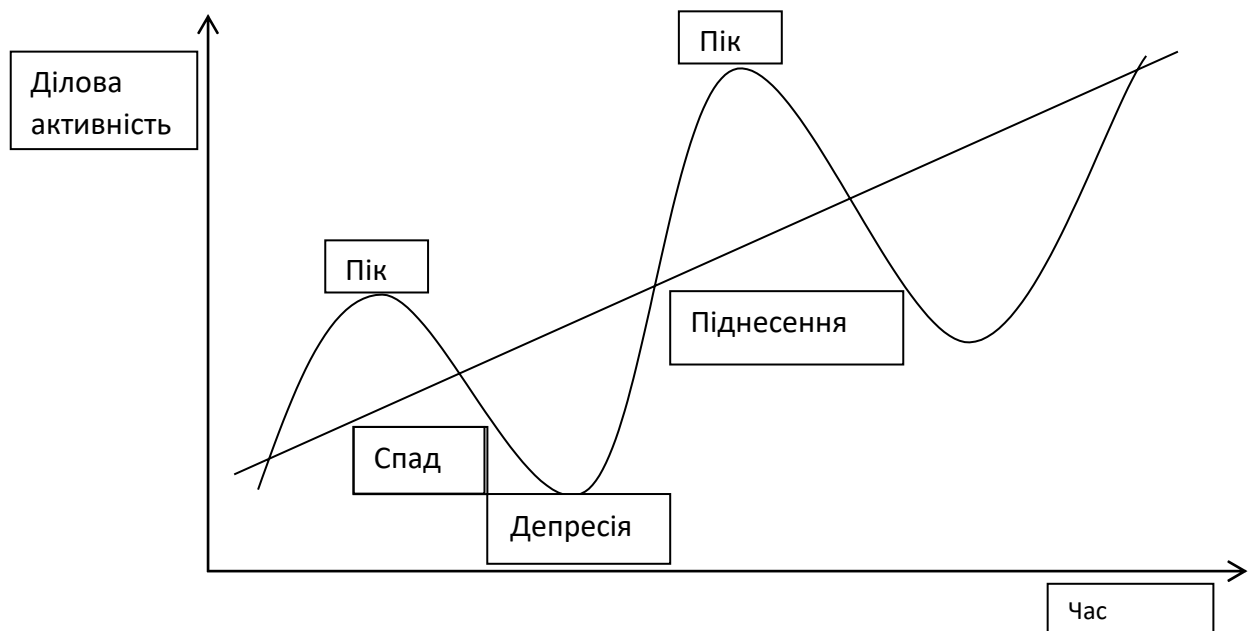 Пік
Ділова
активність
Пік
Піднесення
Спад
Депресія
Час